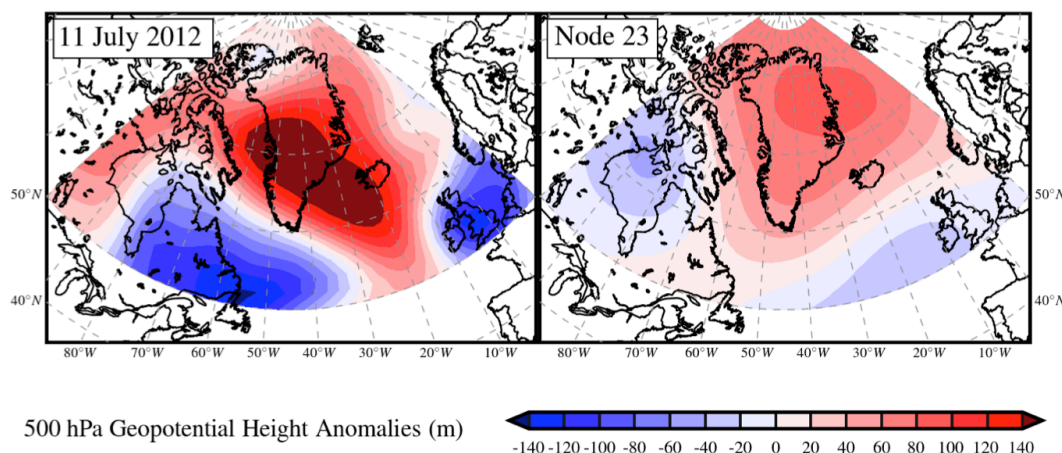 11 July 2012
Node 23
50°N
50°N
40°N
40°N
80°W 70°W 60°W 50°W 40°W 30°W 20°W 10°W
80°W 70°W 60°W 50°W 40°W 30°W 20°W 10°W
500 hPa Geopotential Height Anomalies (m)
-140 -120 -100 -80 -60 -40 -20 0 20 40 60 80 100 120 140